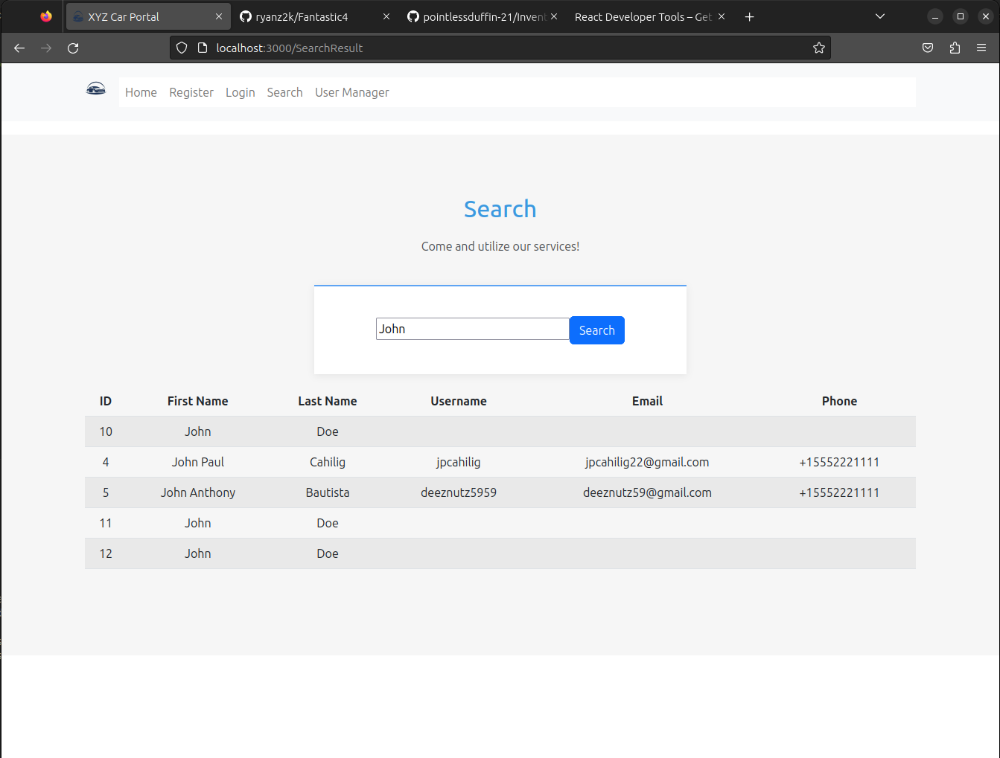 XYZ Car Portal ryanz2k/Fantastic4 pointlessduffin-21/Invent React Developer Tools – Get
localhost:3000/SearchResult
Home Register Login Search User Manager
Search
Come and utilize our services!
John Search
ID First Name Last Name Username Email Phone
10 John Doe
4 John Paul Cahilig jpcahilig jpcahilig22@gmail.com +15552221111
5 John Anthony Bautista deeznutz5959 deeznutz59@gmail.com +15552221111
11 John Doe
12 John Doe